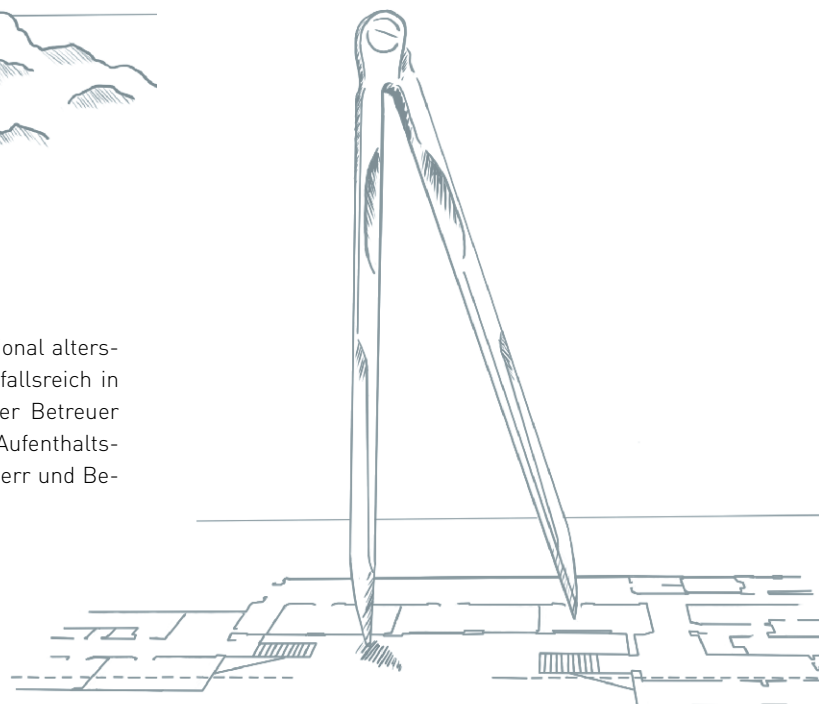 onal alters-
fallsreich in
er Betreuer
Aufenthalts-
err und Be-